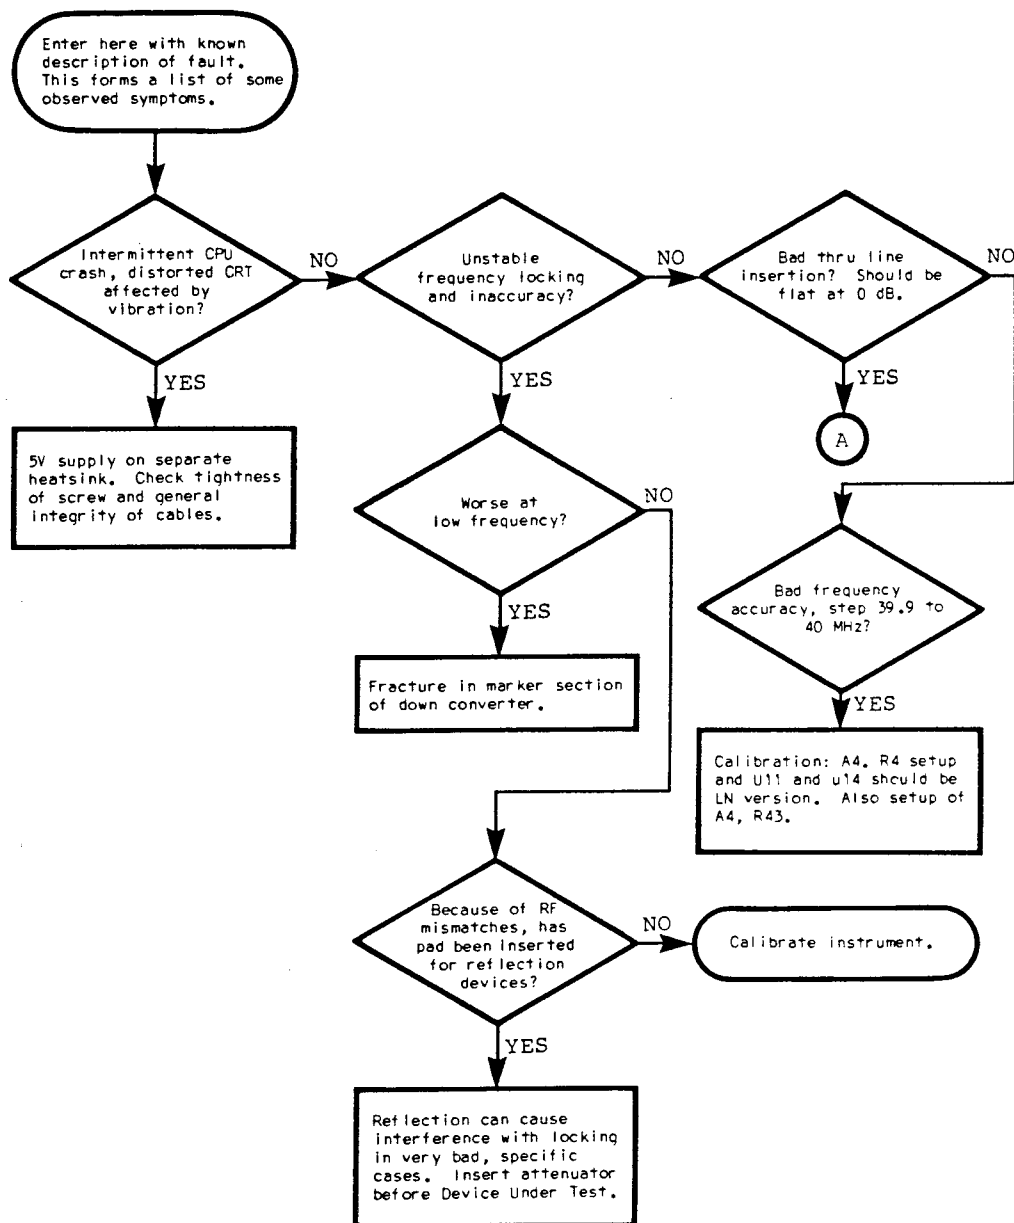 Enter here with known
description of fault.
This forms a list of some
observed symptoms.
Intermittent CPU
crash, distorted CRT
affected by
vibration?
NO
YES
5V supply on separate
heatsink. Check tightness
of screw and general
integrity of cables.
Unstable
frequency locking
and inaccuracy?
NO
YES
Worse at
low frequency?
NO
YES
Fracture in marker section
of down converter.
Because of RF
mismatches, has
pad been inserted
for reflection
devices?
NO
Calibrate instrument.
YES
Reflection can cause
interference with locking
in very bad, specific
cases. Insert attenuator
before Device Under Test.
Bad thru line
insertion? Should be
flat at 0 dB.
NO
YES
A
Bad frequency
accuracy, step 39.9 to
40 MHz?
YES
Calibration: A4. R4 setup
and U11 and u14 should be
LN version. Also setup of
A4, R43.